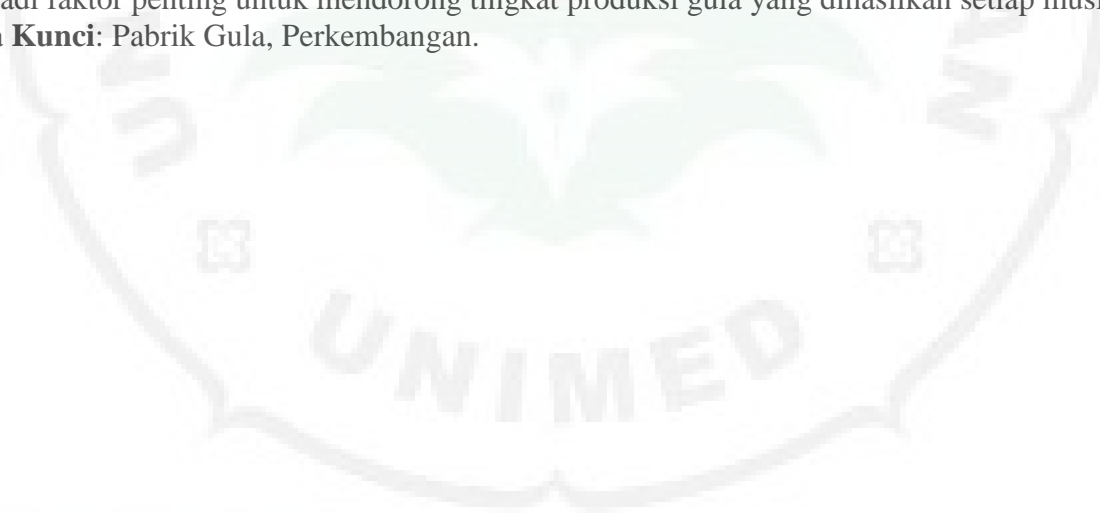 adi faktor penting untuk mendorong tingkat produksi gula yang dihasilkan setiap
Kunci: Pabrik Gula, Perkembangan.
UNIMED